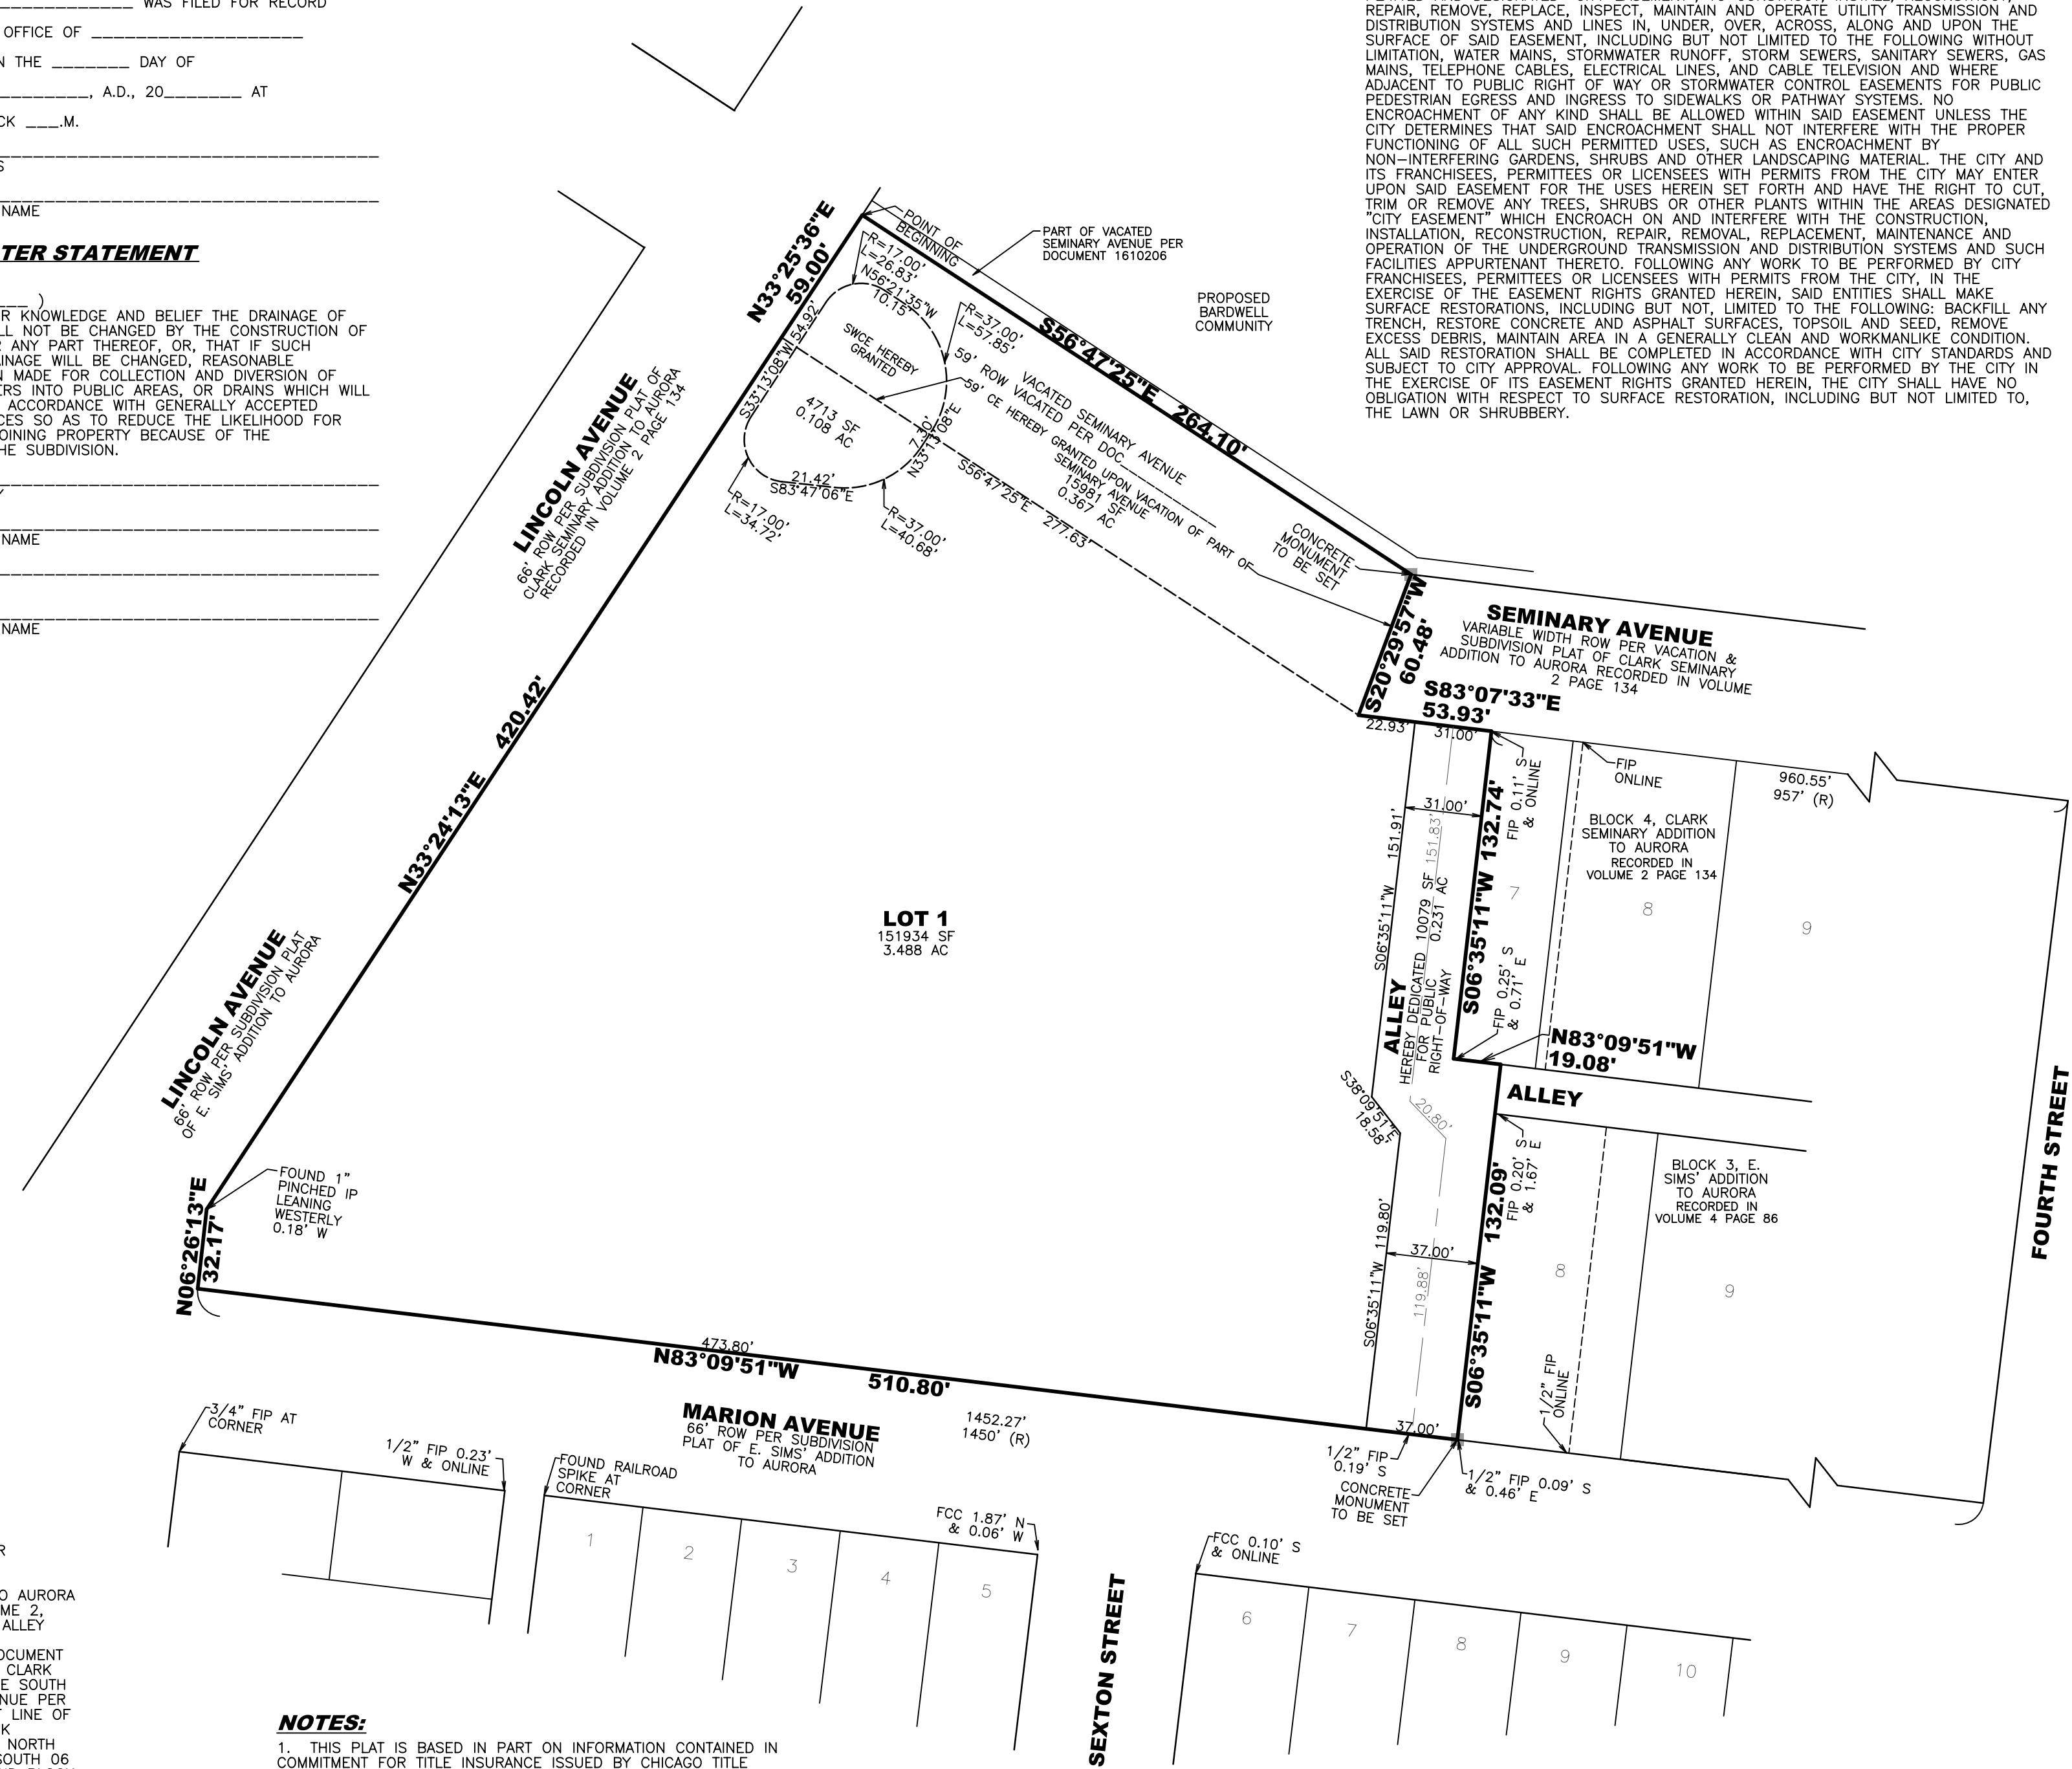 ____________ WAS FILED FOR RECORD
OFFICE OF ____________________
N THE _______ DAY OF
_________, A.D., 20_______ AT
CK ___.M.
S
NAME
TER STATEMENT
___ )
R KNOWLEDGE AND BELIEF THE DRAINAGE OF
LL NOT BE CHANGED BY THE CONSTRUCTION OF
R ANY PART THEREOF, OR, THAT IF SUCH
AINAGE WILL BE CHANGED, REASONABLE
N MADE FOR COLLECTION AND DIVERSION OF
ERS INTO PUBLIC AREAS, OR DRAINS WHICH WILL
ACCORDANCE WITH GENERALLY ACCEPTED
CES SO AS TO REDUCE THE LIKELIHOOD FOR
OINING PROPERTY BECAUSE OF THE
HE SUBDIVISION.
Y
NAME
NAME
REPAIR, REMOVE, REPLACE, INSPECT, MAINTAIN AND OPERATE UTILITY TRANSMISSION AND
DISTRIBUTION SYSTEMS AND LINES IN, UNDER, OVER, ACROSS, ALONG AND UPON THE
SURFACE OF SAID EASEMENT, INCLUDING BUT NOT LIMITED TO THE FOLLOWING WITHOUT
LIMITATION, WATER MAINS, STORMWATER RUNOFF, STORM SEWERS, SANITARY SEWERS, GAS
MAINS, TELEPHONE CABLES, ELECTRICAL LINES, AND CABLE TELEVISION AND WHERE
ADJACENT TO PUBLIC RIGHT OF WAY OR STORMWATER CONTROL EASEMENTS FOR PUBLIC
PEDESTRIAN EGRESS AND INGRESS TO SIDEWALKS OR PATHWAY SYSTEMS. NO
ENCROACHMENT OF ANY KIND SHALL BE ALLOWED WITHIN SAID EASEMENT UNLESS THE
CITY DETERMINES THAT SAID ENCROACHMENT SHALL NOT INTERFERE WITH THE PROPER
FUNCTIONING OF ALL SUCH PERMITTED USES, SUCH AS ENCROACHMENT BY
NON-INTERFERING GARDENS, SHRUBS AND OTHER LANDSCAPING MATERIAL. THE CITY AND
ITS FRANCHISEES, PERMITTEES OR LICENSEES WITH PERMITS FROM THE CITY MAY ENTER
UPON SAID EASEMENT FOR THE USES HEREIN SET FORTH AND HAVE THE RIGHT TO CUT,
TRIM OR REMOVE ANY TREES, SHRUBS OR OTHER PLANTS WITHIN THE AREAS DESIGNATED
"CITY EASEMENT" WHICH ENCROACH ON AND INTERFERE WITH THE CONSTRUCTION,
INSTALLATION, RECONSTRUCTION, REPAIR, REMOVAL, REPLACEMENT, MAINTENANCE AND
OPERATION OF THE UNDERGROUND TRANSMISSION AND DISTRIBUTION SYSTEMS AND SUCH
FACILITIES APPURTENANT THERETO. FOLLOWING ANY WORK TO BE PERFORMED BY CITY
FRANCHISEES, PERMITTEES OR LICENSEES WITH PERMITS FROM THE CITY, IN THE
EXERCISE OF THE EASEMENT RIGHTS GRANTED HEREIN, SAID ENTITIES SHALL MAKE
SURFACE RESTORATIONS, INCLUDING BUT NOT, LIMITED TO THE FOLLOWING: BACKFILL ANY
TRENCH, RESTORE CONCRETE AND ASPHALT SURFACES, TOPSOIL AND SEED, REMOVE
EXCESS DEBRIS, MAINTAIN AREA IN A GENERALLY CLEAN AND WORKMANLIKE CONDITION.
ALL SAID RESTORATION SHALL BE COMPLETED IN ACCORDANCE WITH CITY STANDARDS AND
SUBJECT TO CITY APPROVAL. FOLLOWING ANY WORK TO BE PERFORMED BY THE CITY IN
THE EXERCISE OF ITS EASEMENT RIGHTS GRANTED HEREIN, THE CITY SHALL HAVE NO
OBLIGATION WITH RESPECT TO SURFACE RESTORATION, INCLUDING BUT NOT LIMITED TO,
THE LAWN OR SHRUBBERY.
N33°25'36"E
59.00'
POINT OF
BEGINNING
PART OF VACATED
SEMINARY AVENUE PER
DOCUMENT 1610206
PROPOSED
BARDWELL
COMMUNITY
R=17.00'
L=26.83'
N56°21'35"W
10.15'
R=37.00'
L=57.85'
S56°47'25"E 264.10'
SWCE HEREBY
GRANTED
54.92'
S33°13'08"W
4713 SF
0.108 AC
7.30'
N33°13'08"E
21.42'
S83°47'06"E
R=17.00'
L=34.72'
R=37.00'
L=40.68'
VACATED SEMINARY AVENUE
59' ROW VACATED PER DOC.
59' CE HEREBY GRANTED UPON VACATION OF PART OF
SEMINARY AVENUE
15981 SF
0.367 AC
S56°47'25"E 277.63'
CONCRETE
MONUMENT
TO BE SET
LINCOLN AVENUE
66' ROW PER SUBDIVISION PLAT OF
CLARK SEMINARY ADDITION TO AURORA
RECORDED IN VOLUME 2 PAGE 134
S20°29'57"W
60.48'
SEMINARY AVENUE
VARIABLE WIDTH ROW PER VACATION &
SUBDIVISION PLAT OF CLARK SEMINARY
ADDITION TO AURORA RECORDED IN VOLUME
2 PAGE 134
S83°07'33"E
53.93'
22.93'
31.00'
FIP 0.11' S
& ONLINE
FIP
ONLINE
960.55'
957' (R)
N33°24'13"E 420.42'
BLOCK 4, CLARK
SEMINARY ADDITION
TO AURORA
RECORDED IN
VOLUME 2 PAGE 134
7
8
9
31.00'
S06°35'11"W 151.91'
151.83'
S06°35'11"W 132.74'
LOT 1
151934 SF
3.488 AC
ALLEY
HEREBY DEDICATED 10079 SF
FOR PUBLIC 0.231 AC
RIGHT-OF-WAY
FIP 0.25' S
& 0.71' E
N83°09'51"W
19.08'
ALLEY
S38°09'51"E
18.58'
20.80'
LINCOLN AVENUE
66' ROW PER SUBDIVISION PLAT
OF E. SIMS' ADDITION TO AURORA
FIP 0.20' S
& 1.67' E
BLOCK 3, E.
SIMS' ADDITION
TO AURORA
RECORDED IN
VOLUME 4 PAGE 86
8
9
FOURTH STREET
S06°35'11"W 119.80'
37.00'
119.88'
S06°35'11"W 132.09'
1/2" FIP
ONLINE
FOUND 1"
PINCHED IP
LEANING
WESTERLY
0.18' W
N06°26'13"E
32.17'
473.80'
N83°09'51"W 510.80'
37.00'
MARION AVENUE
66' ROW PER SUBDIVISION
PLAT OF E. SIMS' ADDITION
TO AURORA
1452.27'
1450' (R)
1/2" FIP
0.19' S
CONCRETE
MONUMENT
TO BE SET
1/2" FIP 0.09' S
& 0.46' E
3/4" FIP AT
CORNER
1/2" FIP 0.23'
W & ONLINE
FOUND RAILROAD
SPIKE AT
CORNER
FCC 1.87' N
& 0.06' W
FCC 0.10' S
& ONLINE
1
2
3
4
5
6
7
8
9
10
SEXTON STREET
R
O AURORA
ME 2,
ALLEY
OCUMENT
CLARK
E SOUTH
NUE PER
T LINE OF
K
NORTH
SOUTH 06
NOTES:
1. THIS PLAT IS BASED IN PART ON INFORMATION CONTAINED IN
COMMITMENT FOR TITLE INSURANCE ISSUED BY CHICAGO TITLE